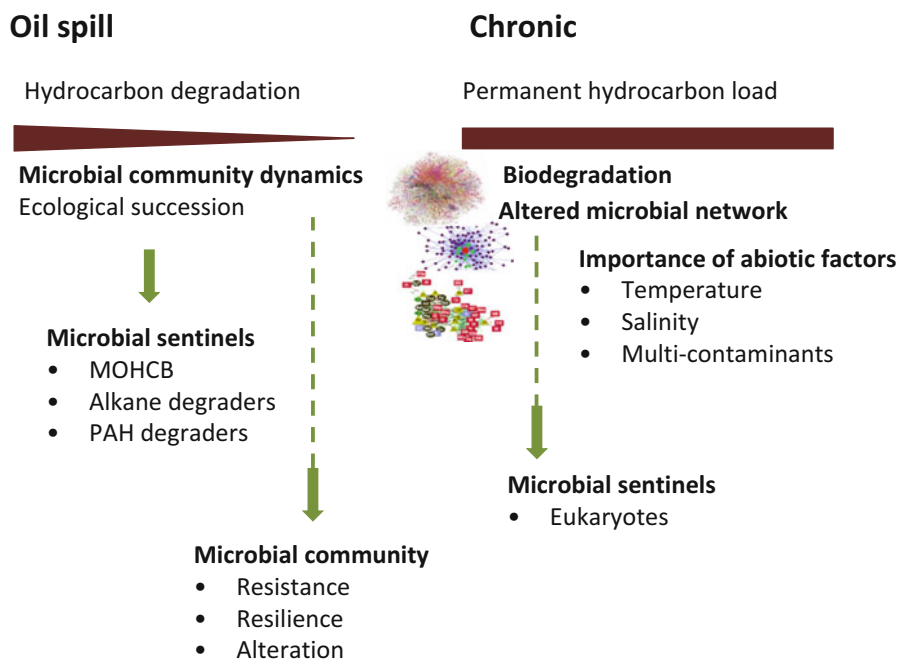 Oil spill
Hydrocarbon degradation
Microbial community dynamics
Ecological succession
Microbial sentinels
• MOHCB
• Alkane degraders
• PAH degraders
Microbial community
• Resistance
• Resilience
• Alteration
Chronic
Permanent hydrocarbon load
Biodegradation
Altered microbial network
Importance of abiotic factors
• Temperature
• Salinity
• Multi-contaminants
Microbial sentinels
• Eukaryotes